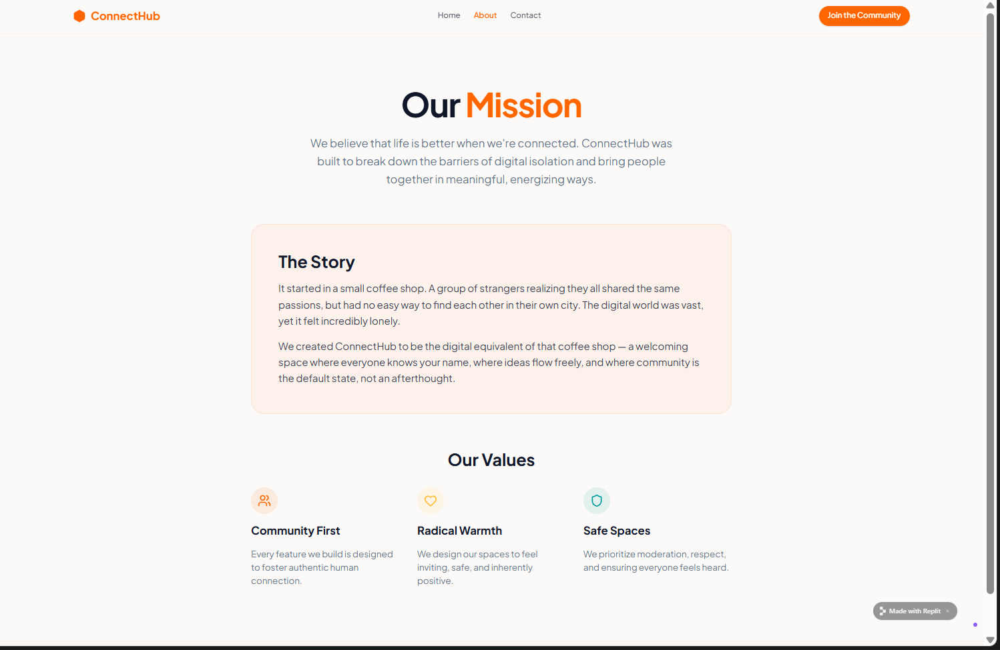 ConnectHub
Home
About
Contact
Join the Community
Our Mission
We believe that life is better when we're connected. ConnectHub was
built to break down the barriers of digital isolation and bring people
together in meaningful, energizing ways.
The Story
It started in a small coffee shop. A group of strangers realizing they all shared the same
passions, but had no easy way to find each other in their own city. The digital world was vast,
yet it felt incredibly lonely.
We created ConnectHub to be the digital equivalent of that coffee shop — a welcoming
space where everyone knows your name, where ideas flow freely, and where community is
the default state, not an afterthought.
Our Values
Community First
Every feature we build is designed
to foster authentic human
connection.
Radical Warmth
We design our spaces to feel
inviting, safe, and inherently
positive.
Safe Spaces
We prioritize moderation, respect,
and ensuring everyone feels heard.
Made with Replit ×